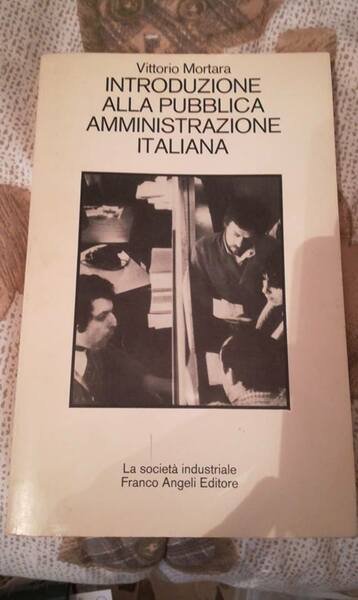 Vittorio Mortara
INTRODUZIONE
ALLA PUBBLICA
AMMINISTRAZIONE
ITALIANA
La società industriale
Franco Angeli Editore